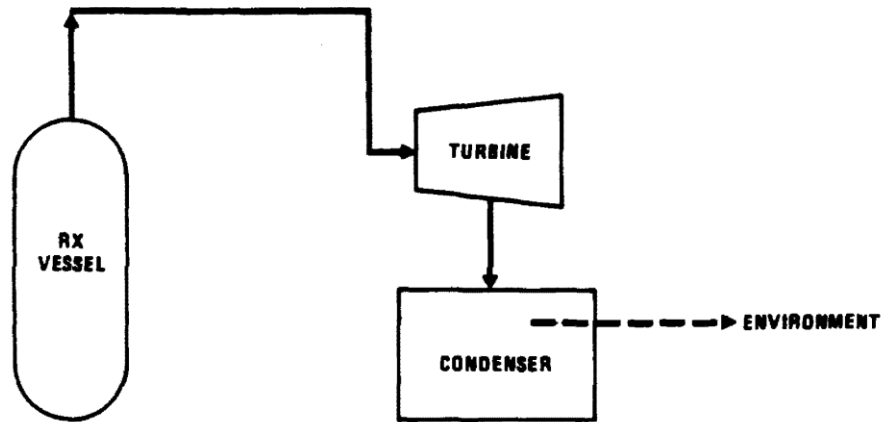 TURBINE
RX
VESSEL
ENVIRONMENT
CONDENSER